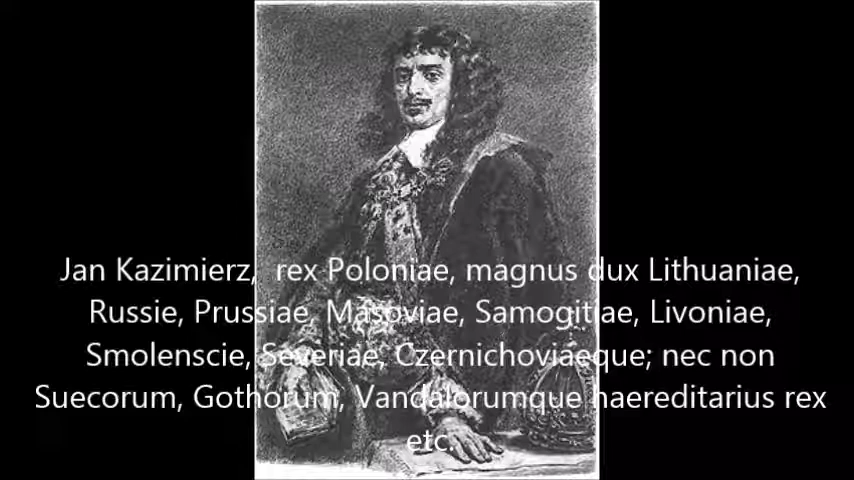 Jan Kazimierz,  rex Poloniae, magnus dux Lithuaniae,
Russie, Prussiae, Masoviae, Samogitiae, Livoniae,
Smolenscie, Severiae, Czernichoviaeque; nec non
Suecorum, Gothorum, Vandalorumque haereditarius rex
etc.